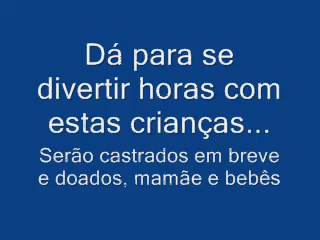 Dá para se
divertir horas com
estas crianças...
Serão castrados em breve
e doados, mamãe e bebês